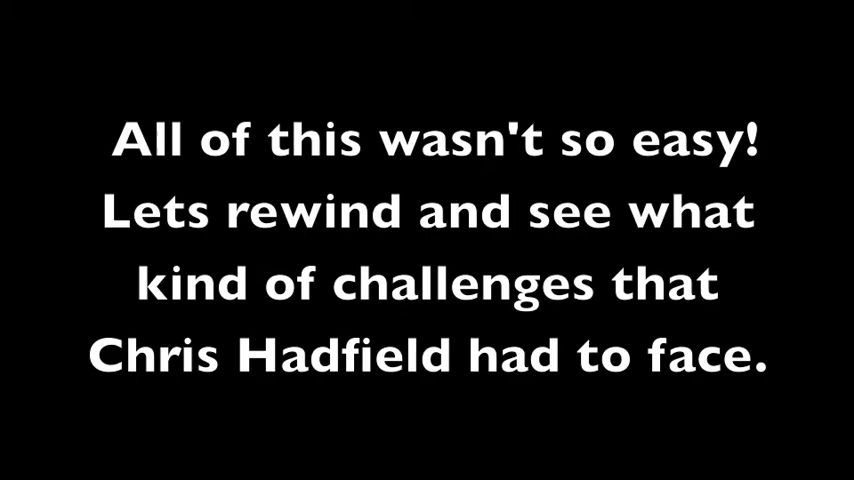 All of this wasn't so easy!
Lets rewind and see what
kind of challenges that
Chris Hadfield had to face.